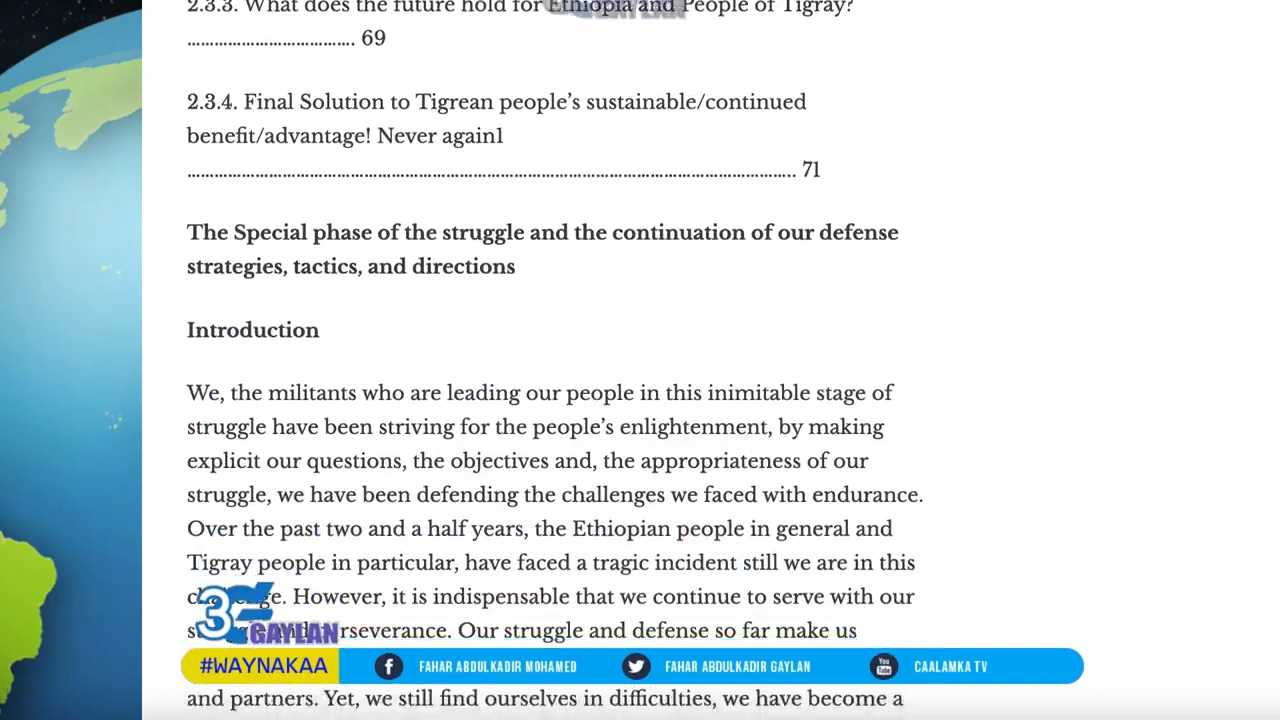 2.3.3. What does the future hold for Ethiopia and People of Tigray?
…………………………….. 69
2.3.4. Final Solution to Tigrean people’s sustainable/continued
benefit/advantage! Never again1
……………………………………………………………………………………………………………….. 71
The Special phase of the struggle and the continuation of our defense
strategies, tactics, and directions
Introduction
We, the militants who are leading our people in this inimitable stage of
struggle have been striving for the people’s enlightenment, by making
explicit our questions, the objectives and, the appropriateness of our
struggle, we have been defending the challenges we faced with endurance.
Over the past two and a half years, the Ethiopian people in general and
Tigray people in particular, have faced a tragic incident still we are in this
However, it is indispensable that we continue to serve with our
perseverance. Our struggle and defense so far make us
3
GAYLAN
#WAYNAKAA
FAHAR ABDULKADIR MOHAMED
FAHAR ABDULKADIR GAYLAN
You Tube
CAALAMKA TV
and partners. Yet, we still find ourselves in difficulties, we have become a